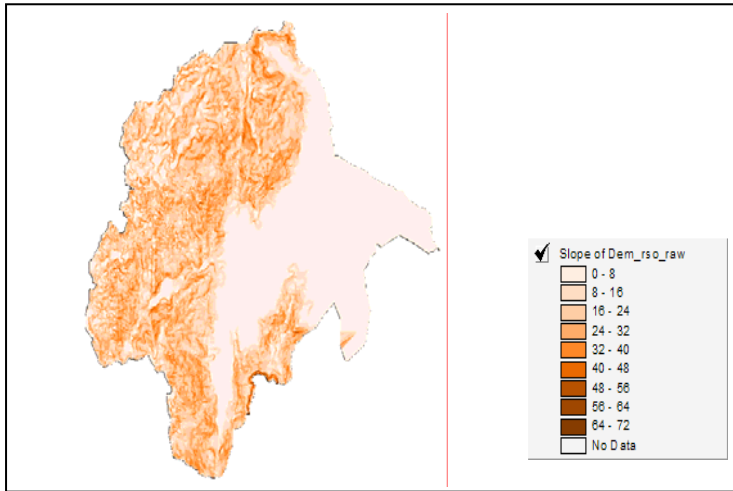 Slope of Dem_rso_raw
0 - 8
8 - 16
16 - 24
24 - 32
32 - 40
40 - 48
48 - 56
56 - 64
64 - 72
No Data